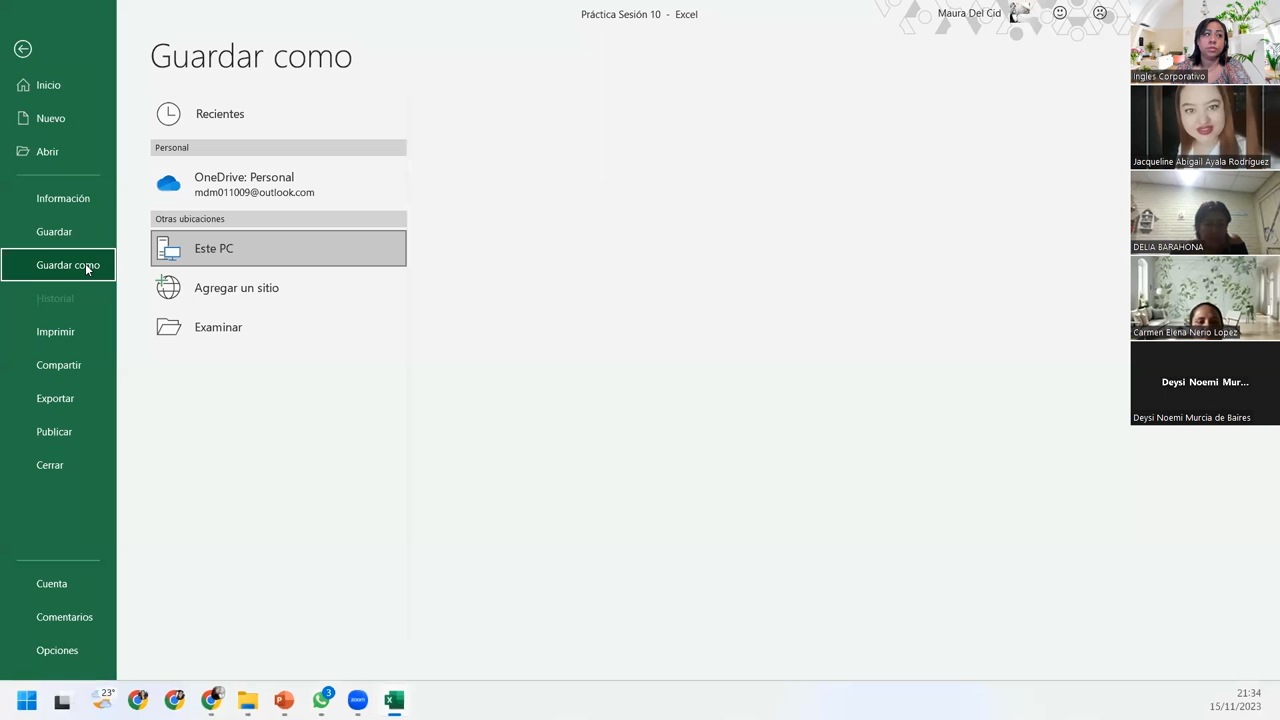 Práctica Sesión 10 - Excel
Maura Del Cid
Inicio
Nuevo
Abrir
Información
Guardar
Guardar como
Historial
Imprimir
Compartir
Exportar
Publicar
Cerrar
Cuenta
Comentarios
Opciones
Guardar como
Recientes
Personal
OneDrive: Personal
mdm011009@outlook.com
Otras ubicaciones
Este PC
Agregar un sitio
Examinar
Ingles Corporativo
Jacqueline Abigail Ayala Rodríguez
DELIA BARAHONA
Carmen Elena Nerio Lopez
Deysi Noemi Mur...
Deysi Noemi Murcia de Baires
23°
3
zoom
21:34
15/11/2023